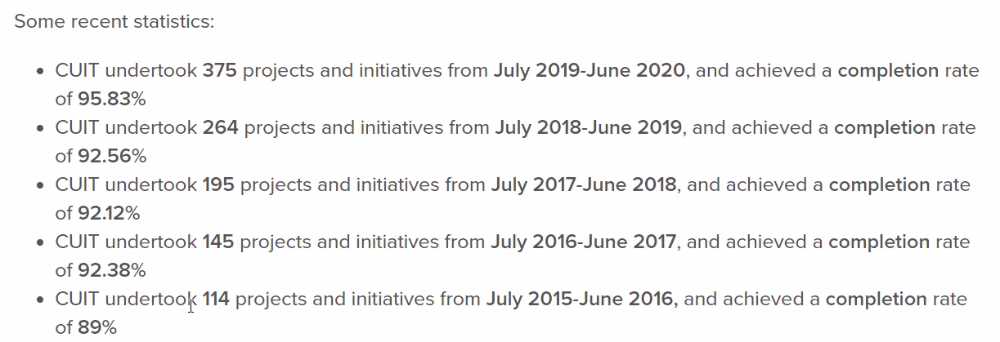 Some recent statistics:
• CUIT undertook 375 projects and initiatives from July 2019-June 2020, and achieved a completion rate
of 95.83%
• CUIT undertook 264 projects and initiatives from July 2018-June 2019, and achieved a completion rate
of 92.56%
• CUIT undertook 195 projects and initiatives from July 2017-June 2018, and achieved a completion rate
of 92.12%
• CUIT undertook 145 projects and initiatives from July 2016-June 2017, and achieved a completion rate
of 92.38%
• CUIT undertook 114 projects and initiatives from July 2015-June 2016, and achieved a completion rate
of 89%